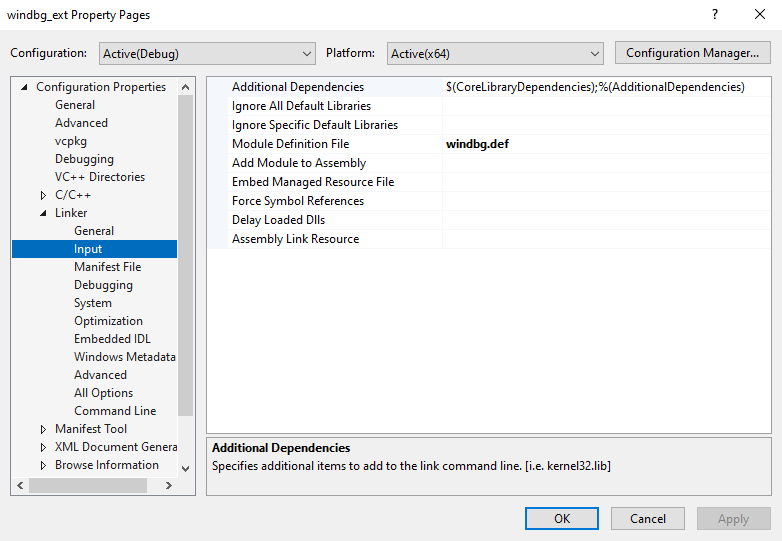 windbg_ext Property Pages ?
Configuration: Active(Debug) Platform: Active(x64) Configuration Manager...
Configuration Properties
General
Advanced
vcpkg
Debugging
VC++ Directories
C/C++
Linker
General
Input
Manifest File
Debugging
System
Optimization
Embedded IDL
Windows Metadata
Advanced
All Options
Command Line
Manifest Tool
XML Document Genera
Browse Information
Additional Dependencies $(CoreLibraryDependencies);%(AdditionalDependencies)
Ignore All Default Libraries
Ignore Specific Default Libraries
Module Definition File windbg.def
Add Module to Assembly
Embed Managed Resource File
Force Symbol References
Delay Loaded Dlls
Assembly Link Resource
Additional Dependencies
Specifies additional items to add to the link command line. [i.e. kernel32.lib]
OK Cancel Apply